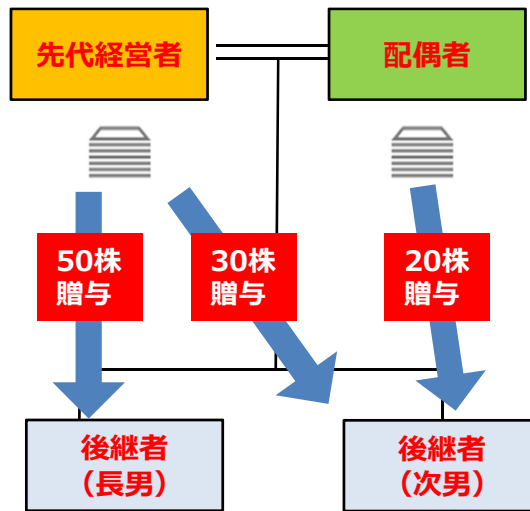 先代経営者
配偶者
50株
贈与
30株
贈与
20株
贈与
後継者
（長男）
後継者
（次男）